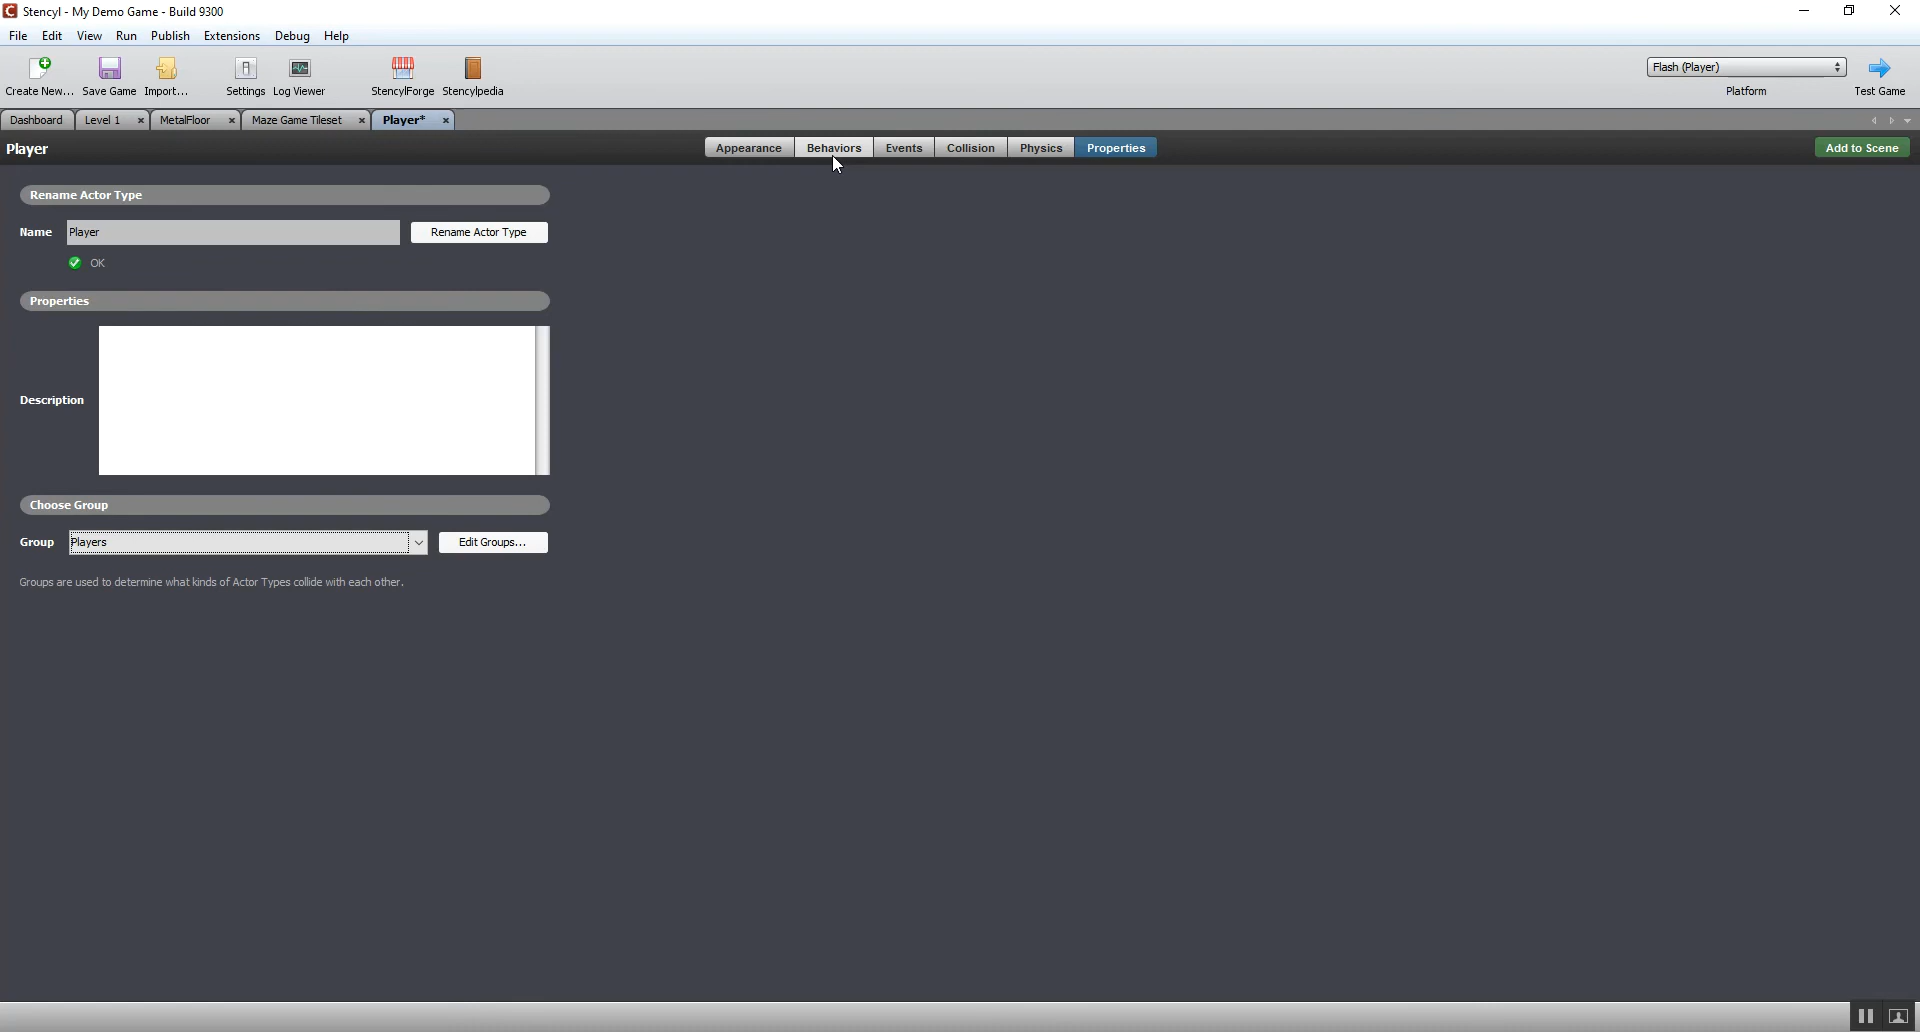 Stencyl - My Demo Game - Build 9300
File Edit View Run Publish Extensions Debug Help
Create New... Save Game Import... Settings Log Viewer StencylForge Stencylpedia Flash (Player) Platform Test Game
Dashboard Level 1 MetalFloor Maze Game Tileset Player*
Player Appearance Behaviors Events Collision Physics Properties Add to Scene
Rename Actor Type
Name Player Rename Actor Type
OK
Properties
Description
Choose Group
Group Players Edit Groups...
Groups are used to determine what kinds of Actor Types collide with each other.